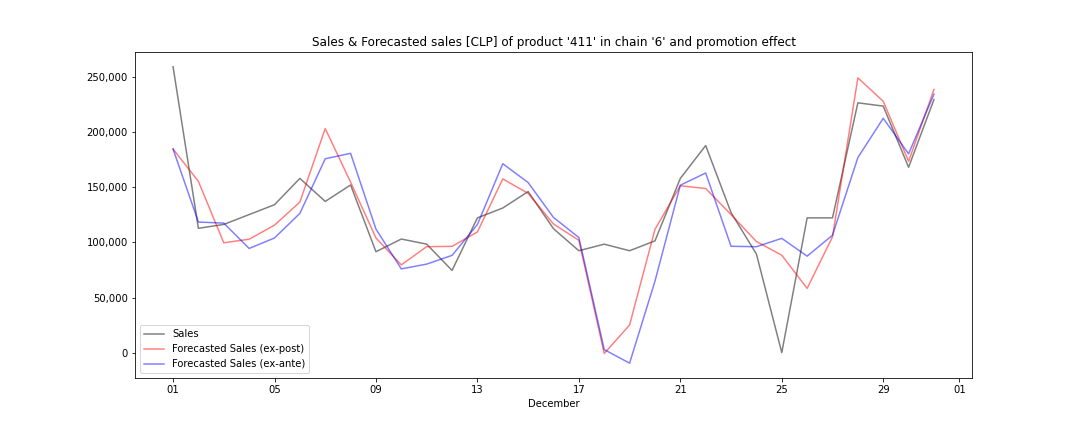 Sales & Forecasted sales [CLP] of product '411' in chain '6' and promotion effect
250,000
200,000
150,000
100,000
50,000
0
Sales
Forecasted Sales (ex-post)
Forecasted Sales (ex-ante)
01 05 09 13 17 21 25 29 01
December